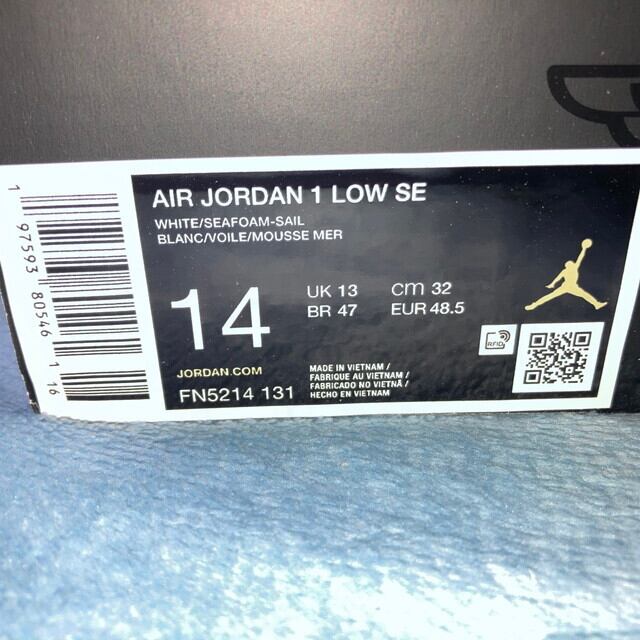 AIR JORDAN 1 LOW SE
WHITE/SEAFOAM-SAIL
BLANC/VOILE/MOUSSE MER
14
UK 13 cm 32
BR 47 EUR 48.5
JORDAN.COM
FN5214 131
MADE IN VIETNAM/
FABRIQUE AU VIETNAM/
FABRICADO NO VIETNÃ/
HECHO EN VIETNAM
RFID
1 97593 80546 1 16